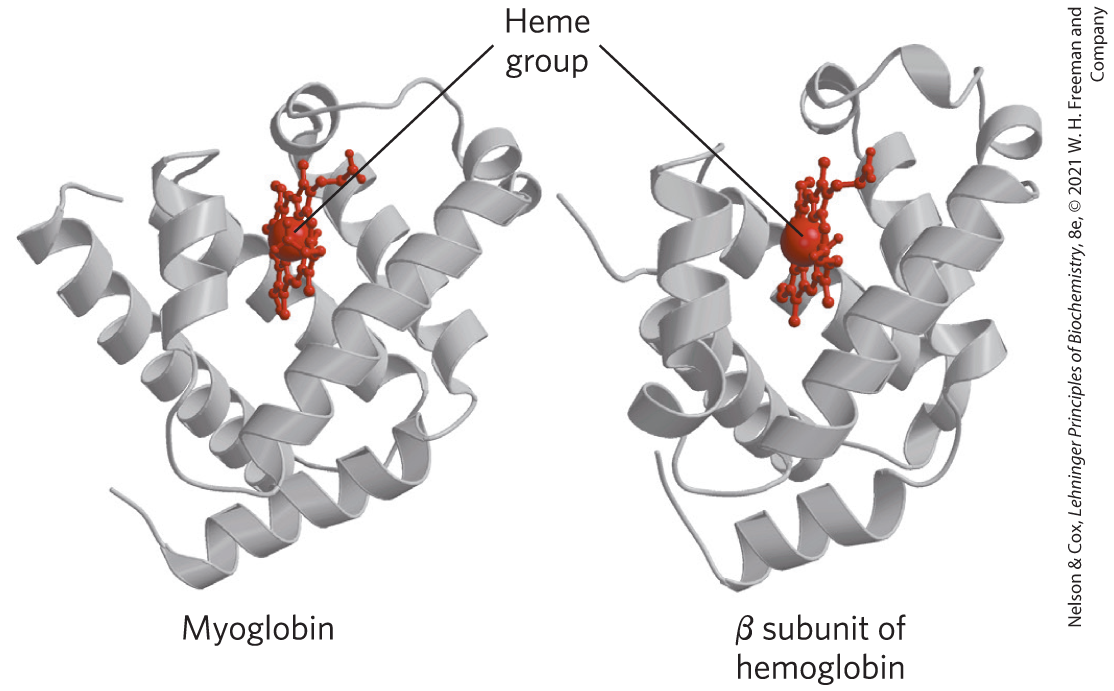 Heme
group
Myoglobin
β subunit of
hemoglobin
Nelson & Cox, Lehninger Principles of Biochemistry, 8e, © 2021 W. H. Freeman and
Company